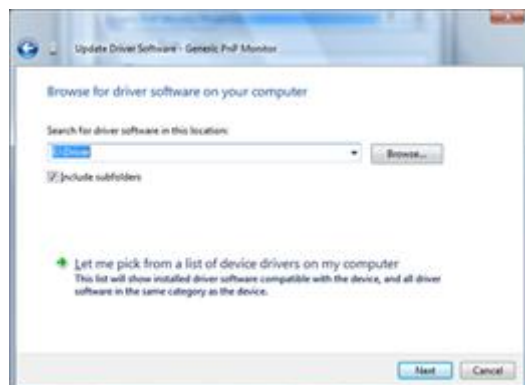 Update Driver Software - Generic PnP Monitor
Browse for driver software on your computer
Search for driver software in this location:
Browse...
Include subfolders
Let me pick from a list of device drivers on my computer
This list will show installed driver software compatible with the device, and all driver
software in the same category as the device.
Next
Cancel